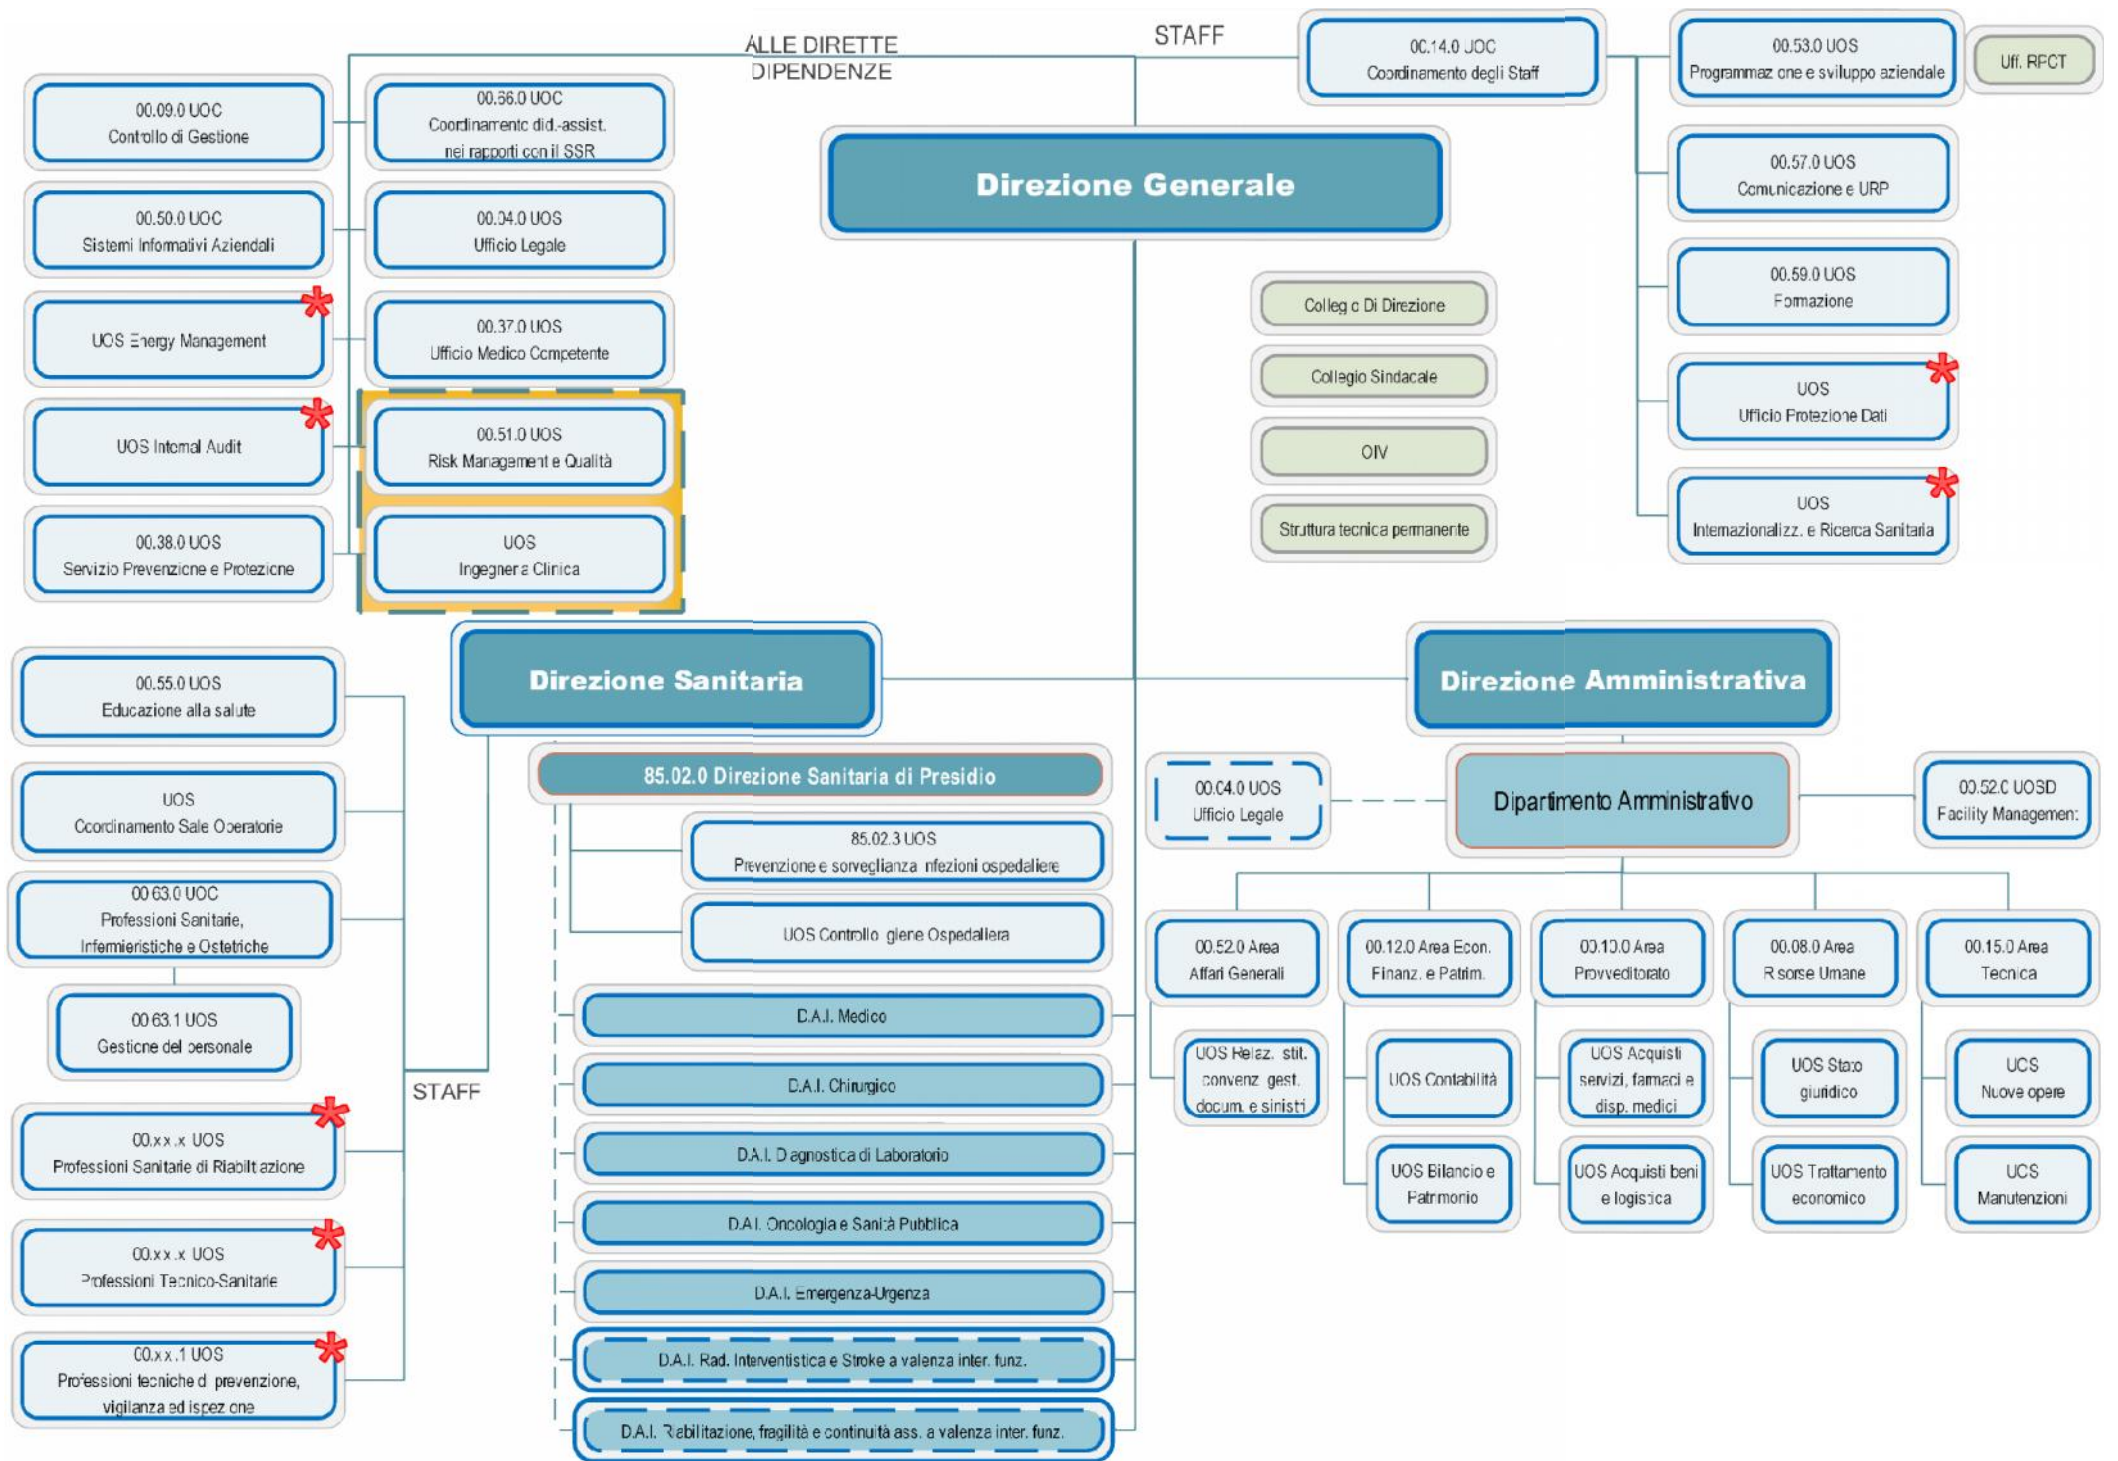 ALLE DIRETTE
DIPENDENZE
STAFF
00.14.0 UOC
Coordinamento degli Staff
00.53.0 UOS
Programmaz one e sviluppo aziendale
Uff. RPCT
00.09.0 UOC
Controllo di Gestione
00.66.0 UOC
Coordinamento did.-assist.
nei rapporti con il SSR
Direzione Generale
00.57.0 UOS
Comunicazione e URP
00.50.0 UOC
Sistemi Informativi Aziendali
00.04.0 UOS
Ufficio Legale
00.59.0 UOS
Formazione
Colleg o Di Direzione
UOS Energy Management
00.37.0 UOS
Ufficio Medico Competente
Collegio Sindacale
UOS
Ufficio Protezione Dati
UOS Internal Audit
00.51.0 UOS
Risk Management e Qualità
OIV
UOS
Internazionalizz. e Ricerca Sanitaria
Struttura tecnica permanente
00.38.0 UOS
Servizio Prevenzione e Protezione
UOS
Ingegner a Clinica
Direzione Sanitaria
Direzione Amministrativa
00.55.0 UOS
Educazione alla salute
UOS
Coordinamento Sale Operatorie
00 63.0 UOC
Professioni Sanitarie,
Infermieristiche e Ostetriche
00 63.1 UOS
Gestione del personale
STAFF
00.xx.x UOS
Professioni Sanitarie di Riabilitazione
00.xx.x UOS
Professioni Tecnico-Sanitarie
00.xx.1 UOS
Professioni tecniche d prevenzione,
vigilanza ed ispez one
85.02.0 Direzione Sanitaria di Presidio
85.02.3 UOS
Prevenzione e sorveglianza nfezioni ospedaliere
UOS Controllo giene Ospedaliera
D.A.I. Medico
D.A.I. Chirurgico
D.A.I. D agnostica di Laboratorio
D.A.I. Oncologia e Sanità Pubblica
D.A.I. Emergenza-Urgenza
D.A.I. Rad. Interventistica e Stroke a valenza inter. funz.
D.A.I. Riabilitazione, fragilità e continuità ass. a valenza inter. funz.
00.04.0 UOS
Ufficio Legale
Dipartimento Amministrativo
00.52.0 UOSD
Facility Management
00.52.0 Area
Affari Generali
00.12.0 Area Econ.
Finanz. e Patrim.
00.10.0 Area
Provveditorato
00.08.0 Area
R sorse Umane
00.15.0 Area
Tecnica
UOS Relaz. stit.
convenz. gest.
docum. e sinistri
UOS Contabilità
UOS Acquisti
servizi, farmaci e
disp. medici
UOS Stato
giuridico
UOS
Nuove opere
UOS Bilancio e
Patrimonio
UOS Acquisti beni
e logistica
UOS Trattamento
economico
UOS
Manutenzioni